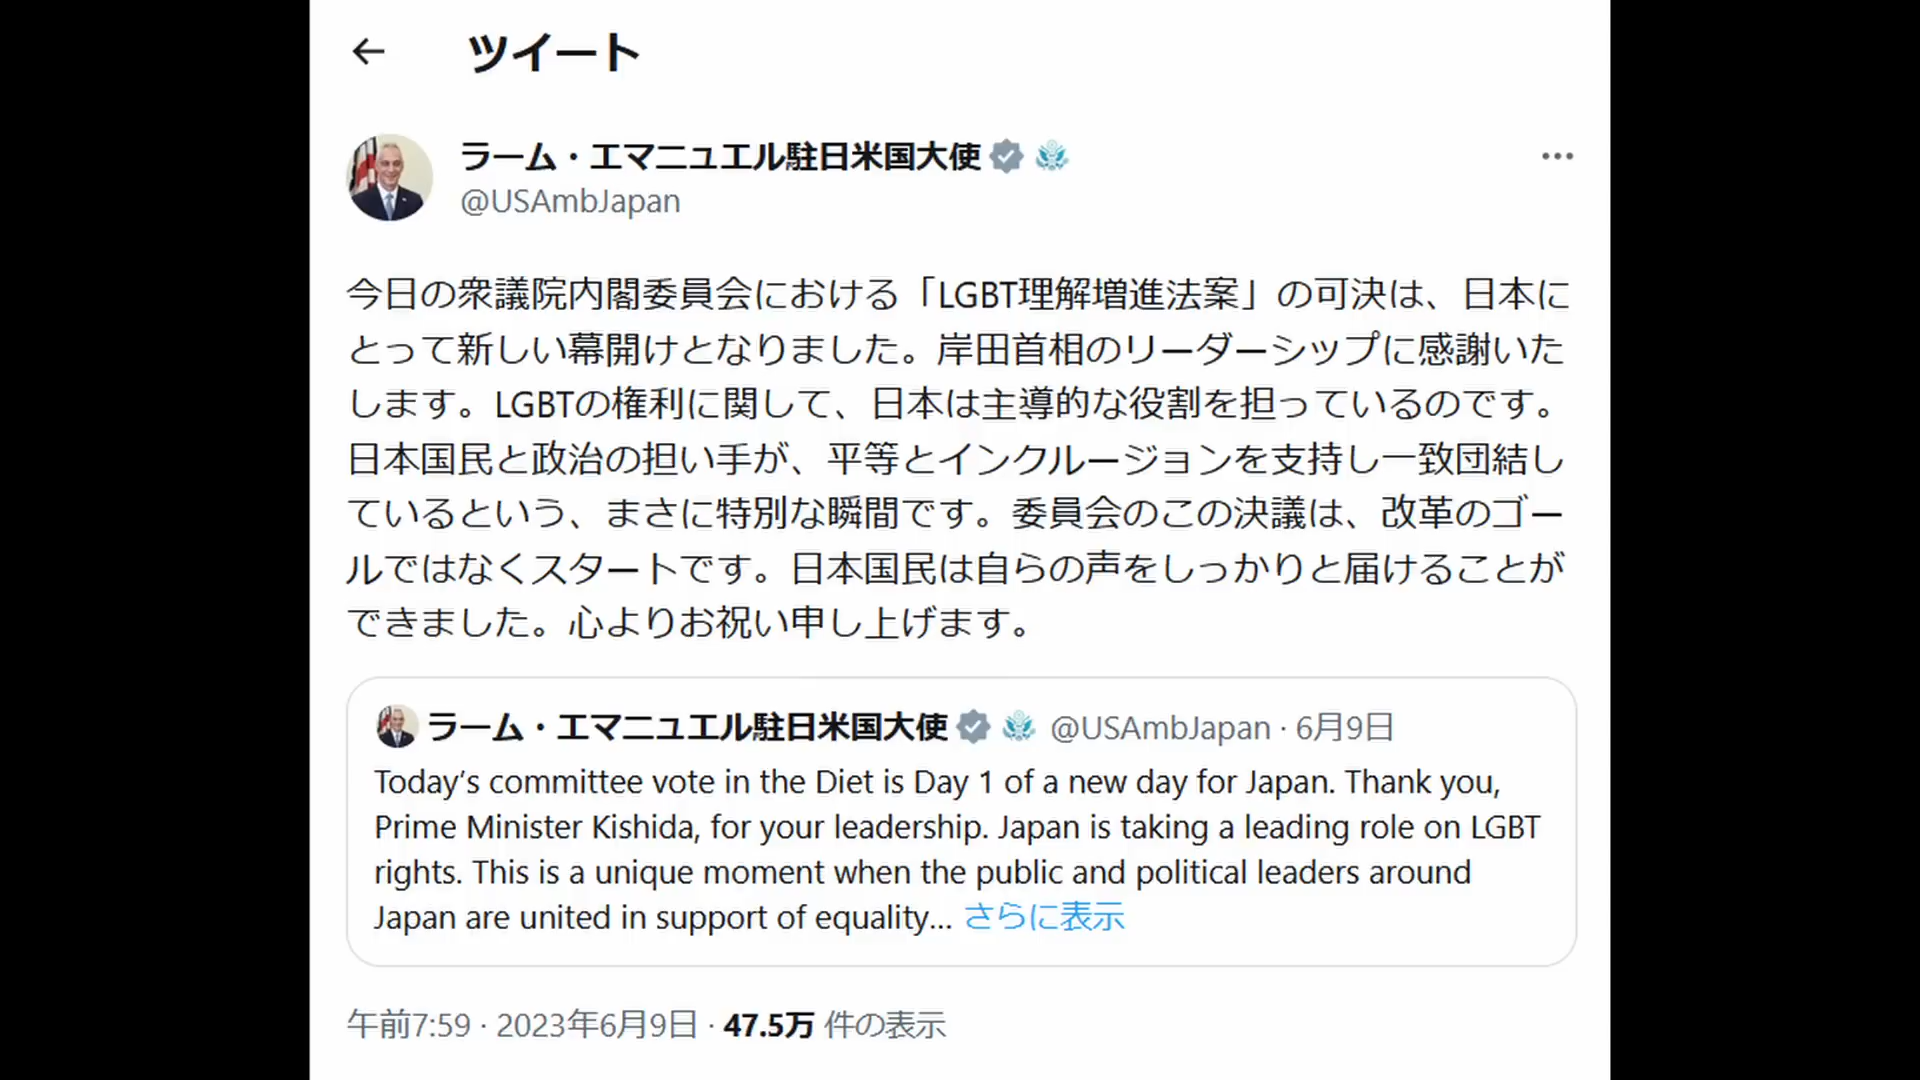 ツイート
ラーム・エマニュエル駐日米国大使
@USAmbJapan
今日の衆議院内閣委員会における「LGBT理解増進法案」の可決は、日本に
とって新しい幕開けとなりました。岸田首相のリーダーシップに感謝いた
します。LGBTの権利に関して、日本は主導的な役割を担っているのです。
日本国民と政治の担い手が、平等とインクルージョンを支持し一致団結し
ているという、まさに特別な瞬間です。委員会のこの決議は、改革のゴー
ルではなくスタートです。日本国民は自らの声をしっかりと届けることが
できました。心よりお祝い申し上げます。
ラーム・エマニュエル駐日米国大使 @USAmbJapan · 6月9日
Today’s committee vote in the Diet is Day 1 of a new day for Japan. Thank you,
Prime Minister Kishida, for your leadership. Japan is taking a leading role on LGBT
rights. This is a unique moment when the public and political leaders around
Japan are united in support of equality... さらに表示
午前7:59 · 2023年6月9日 · 47.5万 件の表示